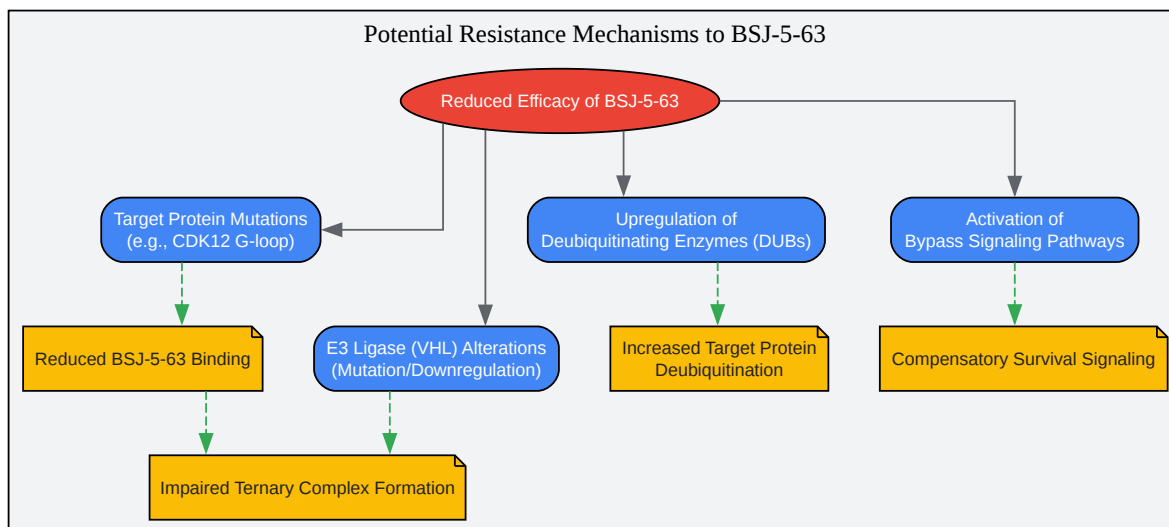 Potential Resistance Mechanisms to BSJ-5-63
Reduced Efficacy of BSJ-5-63
Target Protein Mutations
(e.g., CDK12 G-loop)
Upregulation of
Deubiquitinating Enzymes (DUBs)
Activation of
Bypass Signaling Pathways
Reduced BSJ-5-63 Binding
E3 Ligase (VHL) Alterations
(Mutation/Downregulation)
Increased Target Protein
Deubiquitination
Compensatory Survival Signaling
Impaired Ternary Complex Formation